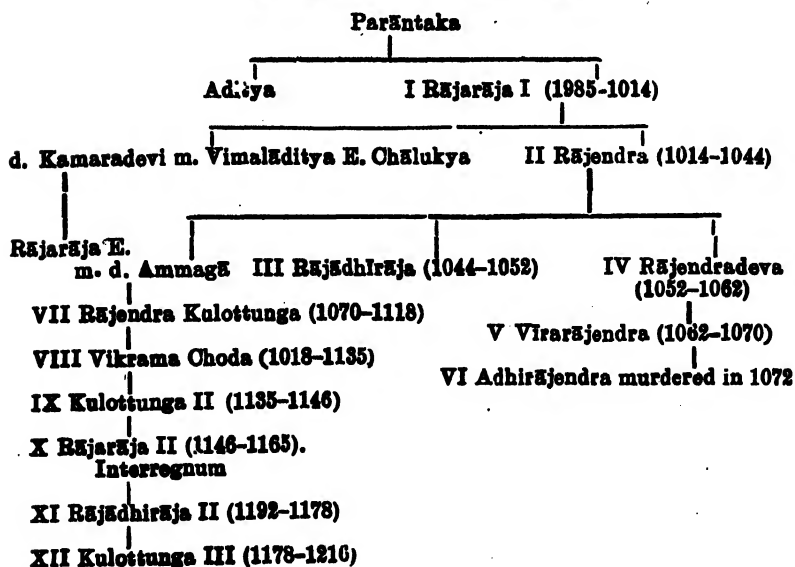 Parāntaka
Aditya I Rājarāja I (1985-1014)
d. Kamaradevi m. Vimalāditya E. Chālukya II Rājendra (1014-1044)
Rājarāja E.
m. d. Ammagā III Rājādhīrāja (1044-1052) IV Rājendradeva
(1052-1062)
VII Rājendra Kulottunga (1070-1118)
V Vīrarājendra (1062-1070)
VIII Vikrama Choda (1018-1135)
VI Adhirājendra murdered in 1072
IX Kulottunga II (1135-1146)
X Rājarāja II (1146-1165).
Interregnum
XI Rājādhirāja II (1192-1178)
XII Kulottunga III (1178-1216)